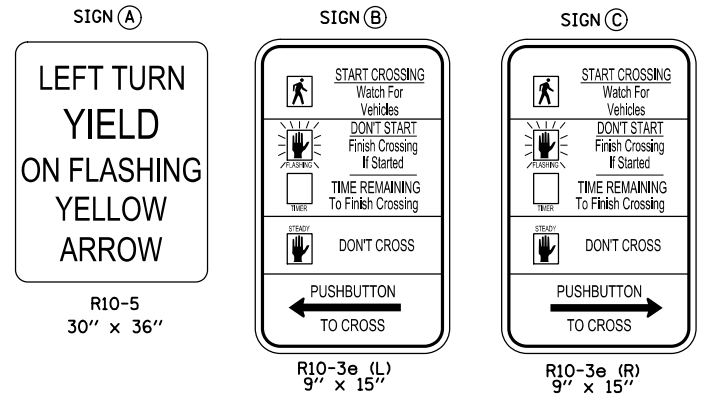 SIGN A
LEFT TURN
YIELD
ON FLASHING
YELLOW
ARROW
R10-5
30" x 36"
SIGN B
START CROSSING
Watch For
Vehicles
DON'T START
Finish Crossing
If Started
FLASHING
TIME REMAINING
To Finish Crossing
TIMER
STEADY
DON'T CROSS
PUSHBUTTON
TO CROSS
R10-3e (L)
9" x 15"
SIGN C
START CROSSING
Watch For
Vehicles
DON'T START
Finish Crossing
If Started
FLASHING
TIME REMAINING
To Finish Crossing
TIMER
STEADY
DON'T CROSS
PUSHBUTTON
TO CROSS
R10-3e (R)
9" x 15"